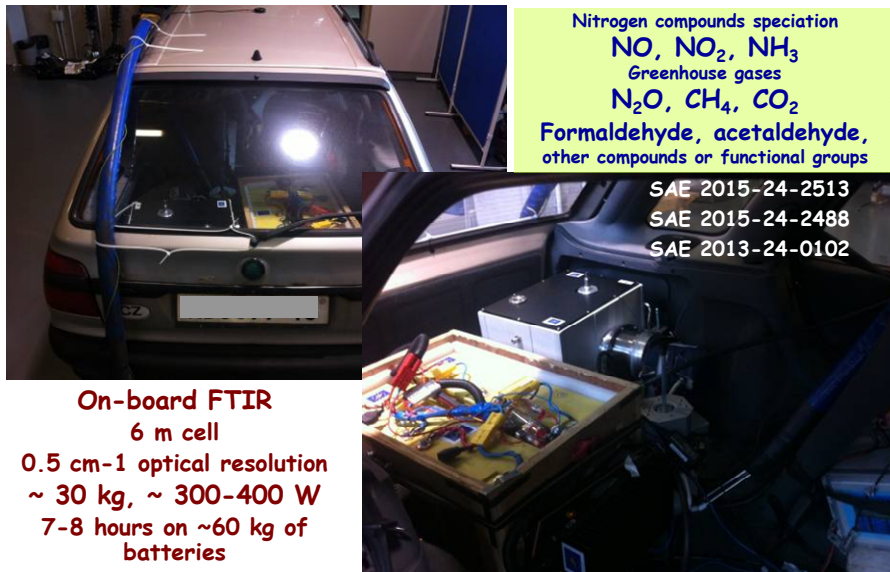 Nitrogen compounds speciation
NO, NO₂, NH₃
Greenhouse gases
N₂O, CH₄, CO₂
Formaldehyde, acetaldehyde,
other compounds or functional groups
SAE 2015-24-2513
SAE 2015-24-2488
SAE 2013-24-0102
CZ
On-board FTIR
6 m cell
0.5 cm-1 optical resolution
~ 30 kg, ~ 300-400 W
7-8 hours on ~60 kg of
batteries